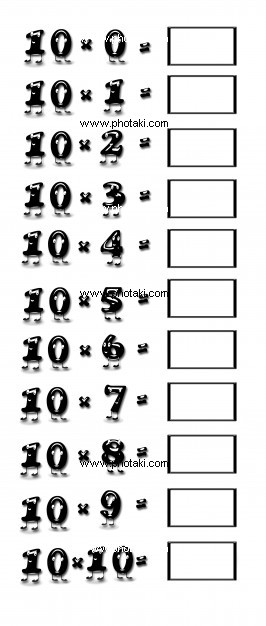 10 × 0 =
10 × 1 =
www.photaki.com
10 × 2 =
10 × 3 =
10 × 4 =
10 × 5 =
www.photaki.com
10 × 6 =
10 × 7 =
10 × 8 =
www.photaki.com
10 × 9 =
10 × 10 =